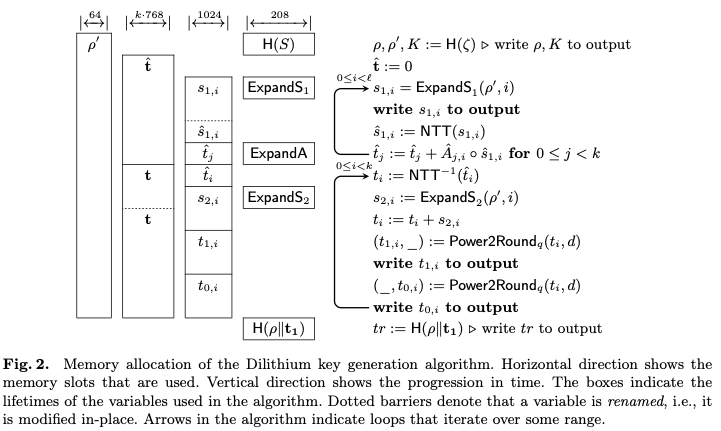 64 k·768 1024 208
ρ′ H(S) ρ, ρ′, K := H(ζ) ▷ write ρ, K to output
t̂ t̂ := 0
s₁,ᵢ ExpandS₁ 0≤i<ℓ s₁,ᵢ = ExpandS₁(ρ′, i)
write s₁,ᵢ to output
ŝ₁,ᵢ ŝ₁,ᵢ := NTT(s₁,ᵢ)
t̂ⱼ ExpandA t̂ⱼ := t̂ⱼ + Âⱼ,ᵢ ∘ ŝ₁,ᵢ for 0 ≤ j < k
t t̂ᵢ 0≤i<k tᵢ := NTT⁻¹(t̂ᵢ)
s₂,ᵢ ExpandS₂ s₂,ᵢ := ExpandS₂(ρ′, i)
t tᵢ := tᵢ + s₂,ᵢ
t₁,ᵢ (t₁,ᵢ, _) := Power2Round_q(tᵢ, d)
write t₁,ᵢ to output
t₀,ᵢ (_, t₀,ᵢ) := Power2Round_q(tᵢ, d)
write t₀,ᵢ to output
H(ρ‖t₁) tr := H(ρ‖t₁) ▷ write tr to output
Fig. 2. Memory allocation of the Dilithium key generation algorithm. Horizontal direction shows the
memory slots that are used. Vertical direction shows the progression in time. The boxes indicate the
lifetimes of the variables used in the algorithm. Dotted barriers denote that a variable is renamed, i.e., it
is modified in-place. Arrows in the algorithm indicate loops that iterate over some range.